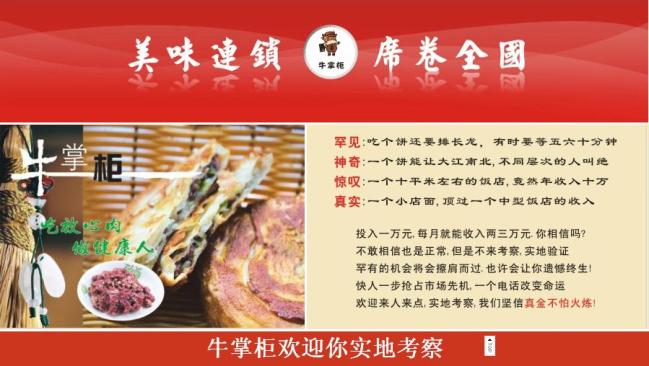 美味連鎖 牛掌柜 席卷全國
牛掌柜
吃放心肉
做健康人
罕见:吃个饼还要排长龙，有时要等五六十分钟
神奇:一个饼能让大江南北,不同层次的人叫绝
惊叹:一个十平米左右的饭店,竟然年收入十万
真实:一个小店面,顶过一个中型饭店的收入
投入一万元,每月就能收入两三万元.你相信吗?
不敢相信也是正常,但是不来考察,实地验证
罕有的机会将会擦肩而过.也许会让你遗憾终生!
快人一步抢占市场先机,一个电话改变命运
欢迎来人来点,实地考察,我们坚信真金不怕火炼!
牛掌柜欢迎你实地考察